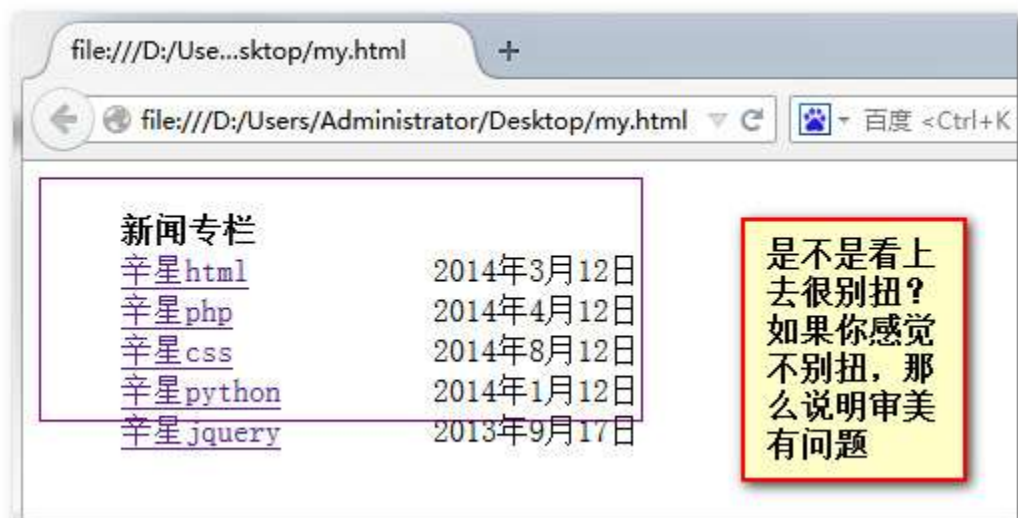 file:///D:/Use...sktop/my.html +
file:///D:/Users/Administrator/Desktop/my.html 百度 <Ctrl+K
新闻专栏
辛星html 2014年3月12日
辛星php 2014年4月12日
辛星css 2014年8月12日
辛星python 2014年1月12日
辛星jquery 2013年9月17日
是不是看上
去很别扭？
如果你感觉
不别扭，那
么说明审美
有问题